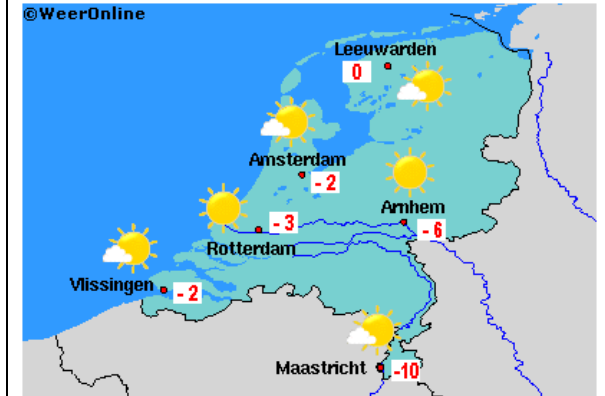 ©WeerOnline
Leeuwarden
0
Amsterdam
- 2
Arnhem
- 6
- 3
Rotterdam
Vlissingen
- 2
Maastricht
-10